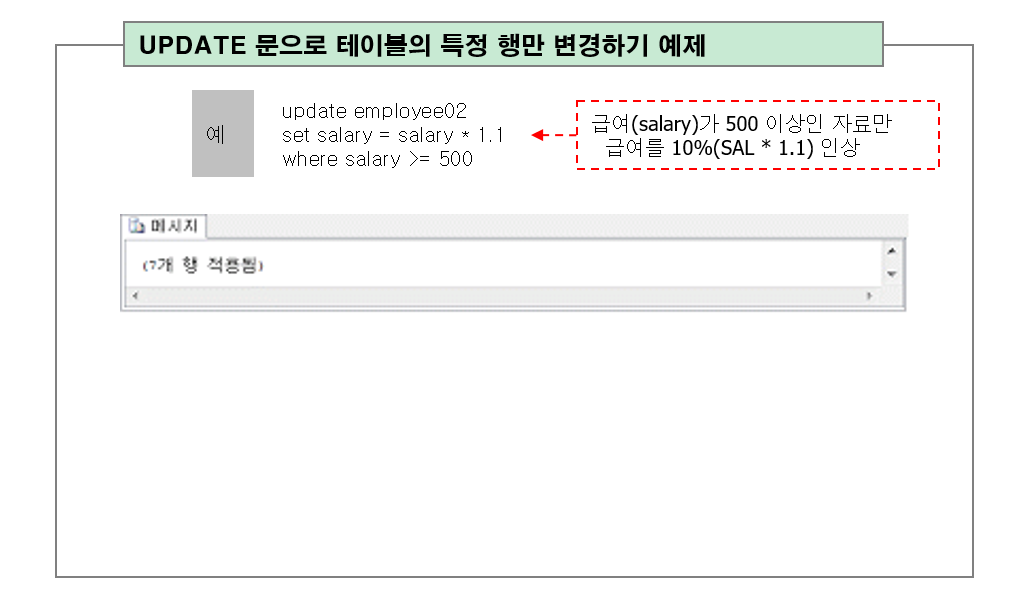 UPDATE 문으로 테이블의 특정 행만 변경하기 예제
예
update employee02
set salary = salary * 1.1
where salary >= 500
급여(salary)가 500 이상인 자료만
급여를 10%(SAL * 1.1) 인상
메시지
(7개 행 적용됨)